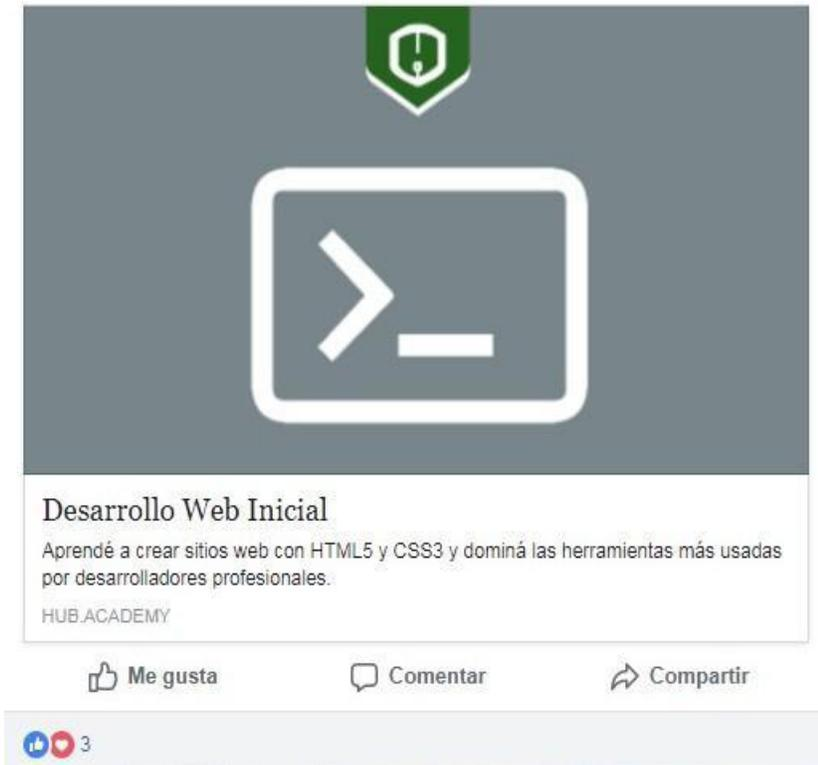 Desarrollo Web Inicial
Aprendé a crear sitios web con HTML5 y CSS3 y dominá las herramientas más usadas
por desarrolladores profesionales.
HUB.ACADEMY
Me gusta Comentar Compartir
3